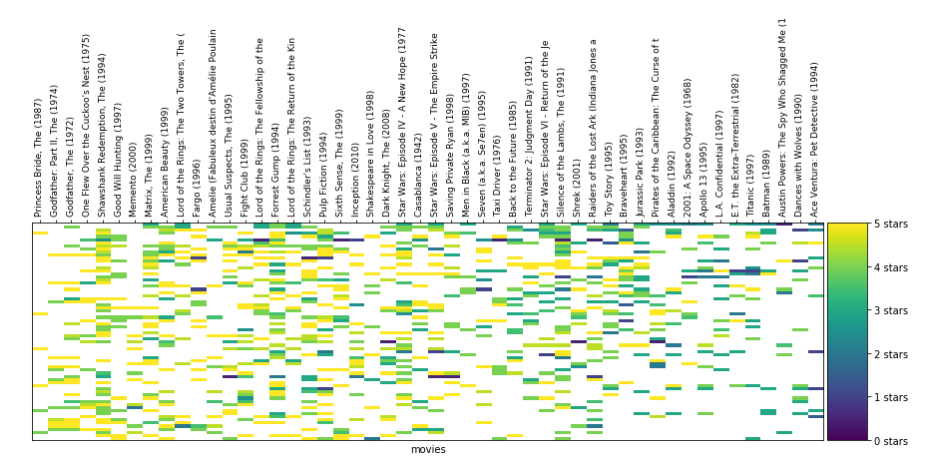 Princess Bride, The (1987)
Godfather: Part II, The (1974)
Godfather, The (1972)
One Flew Over the Cuckoo's Nest (1975)
Shawshank Redemption, The (1994)
Good Will Hunting (1997)
Memento (2000)
Matrix, The (1999)
American Beauty (1999)
Lord of the Rings: The Two Towers, The (
Fargo (1996)
Amelie (Fabuleux destin d'Amélie Poulain
Usual Suspects, The (1995)
Fight Club (1999)
Lord of the Rings: The Fellowship of the
Forrest Gump (1994)
Lord of the Rings: The Return of the Kin
Schindler's List (1993)
Pulp Fiction (1994)
Sixth Sense, The (1999)
Inception (2010)
Shakespeare in Love (1998)
Dark Knight, The (2008)
Star Wars: Episode IV - A New Hope (1977
Casablanca (1942)
Star Wars: Episode V - The Empire Strike
Saving Private Ryan (1998)
Men in Black (a.k.a. MIB) (1997)
Seven (a.k.a. Se7en) (1995)
Taxi Driver (1976)
Back to the Future (1985)
Terminator 2: Judgment Day (1991)
Star Wars: Episode VI - Return of the Je
Silence of the Lambs, The (1991)
Shrek (2001)
Raiders of the Lost Ark (Indiana Jones a
Toy Story (1995)
Braveheart (1995)
Jurassic Park (1993)
Pirates of the Caribbean: The Curse of t
Aladdin (1992)
2001: A Space Odyssey (1968)
Apollo 13 (1995)
L.A. Confidential (1997)
E.T. the Extra-Terrestrial (1982)
Titanic (1997)
Batman (1989)
Austin Powers: The Spy Who Shagged Me (1
Dances with Wolves (1990)
Ace Ventura: Pet Detective (1994)
5 stars
4 stars
3 stars
2 stars
1 stars
0 stars
movies